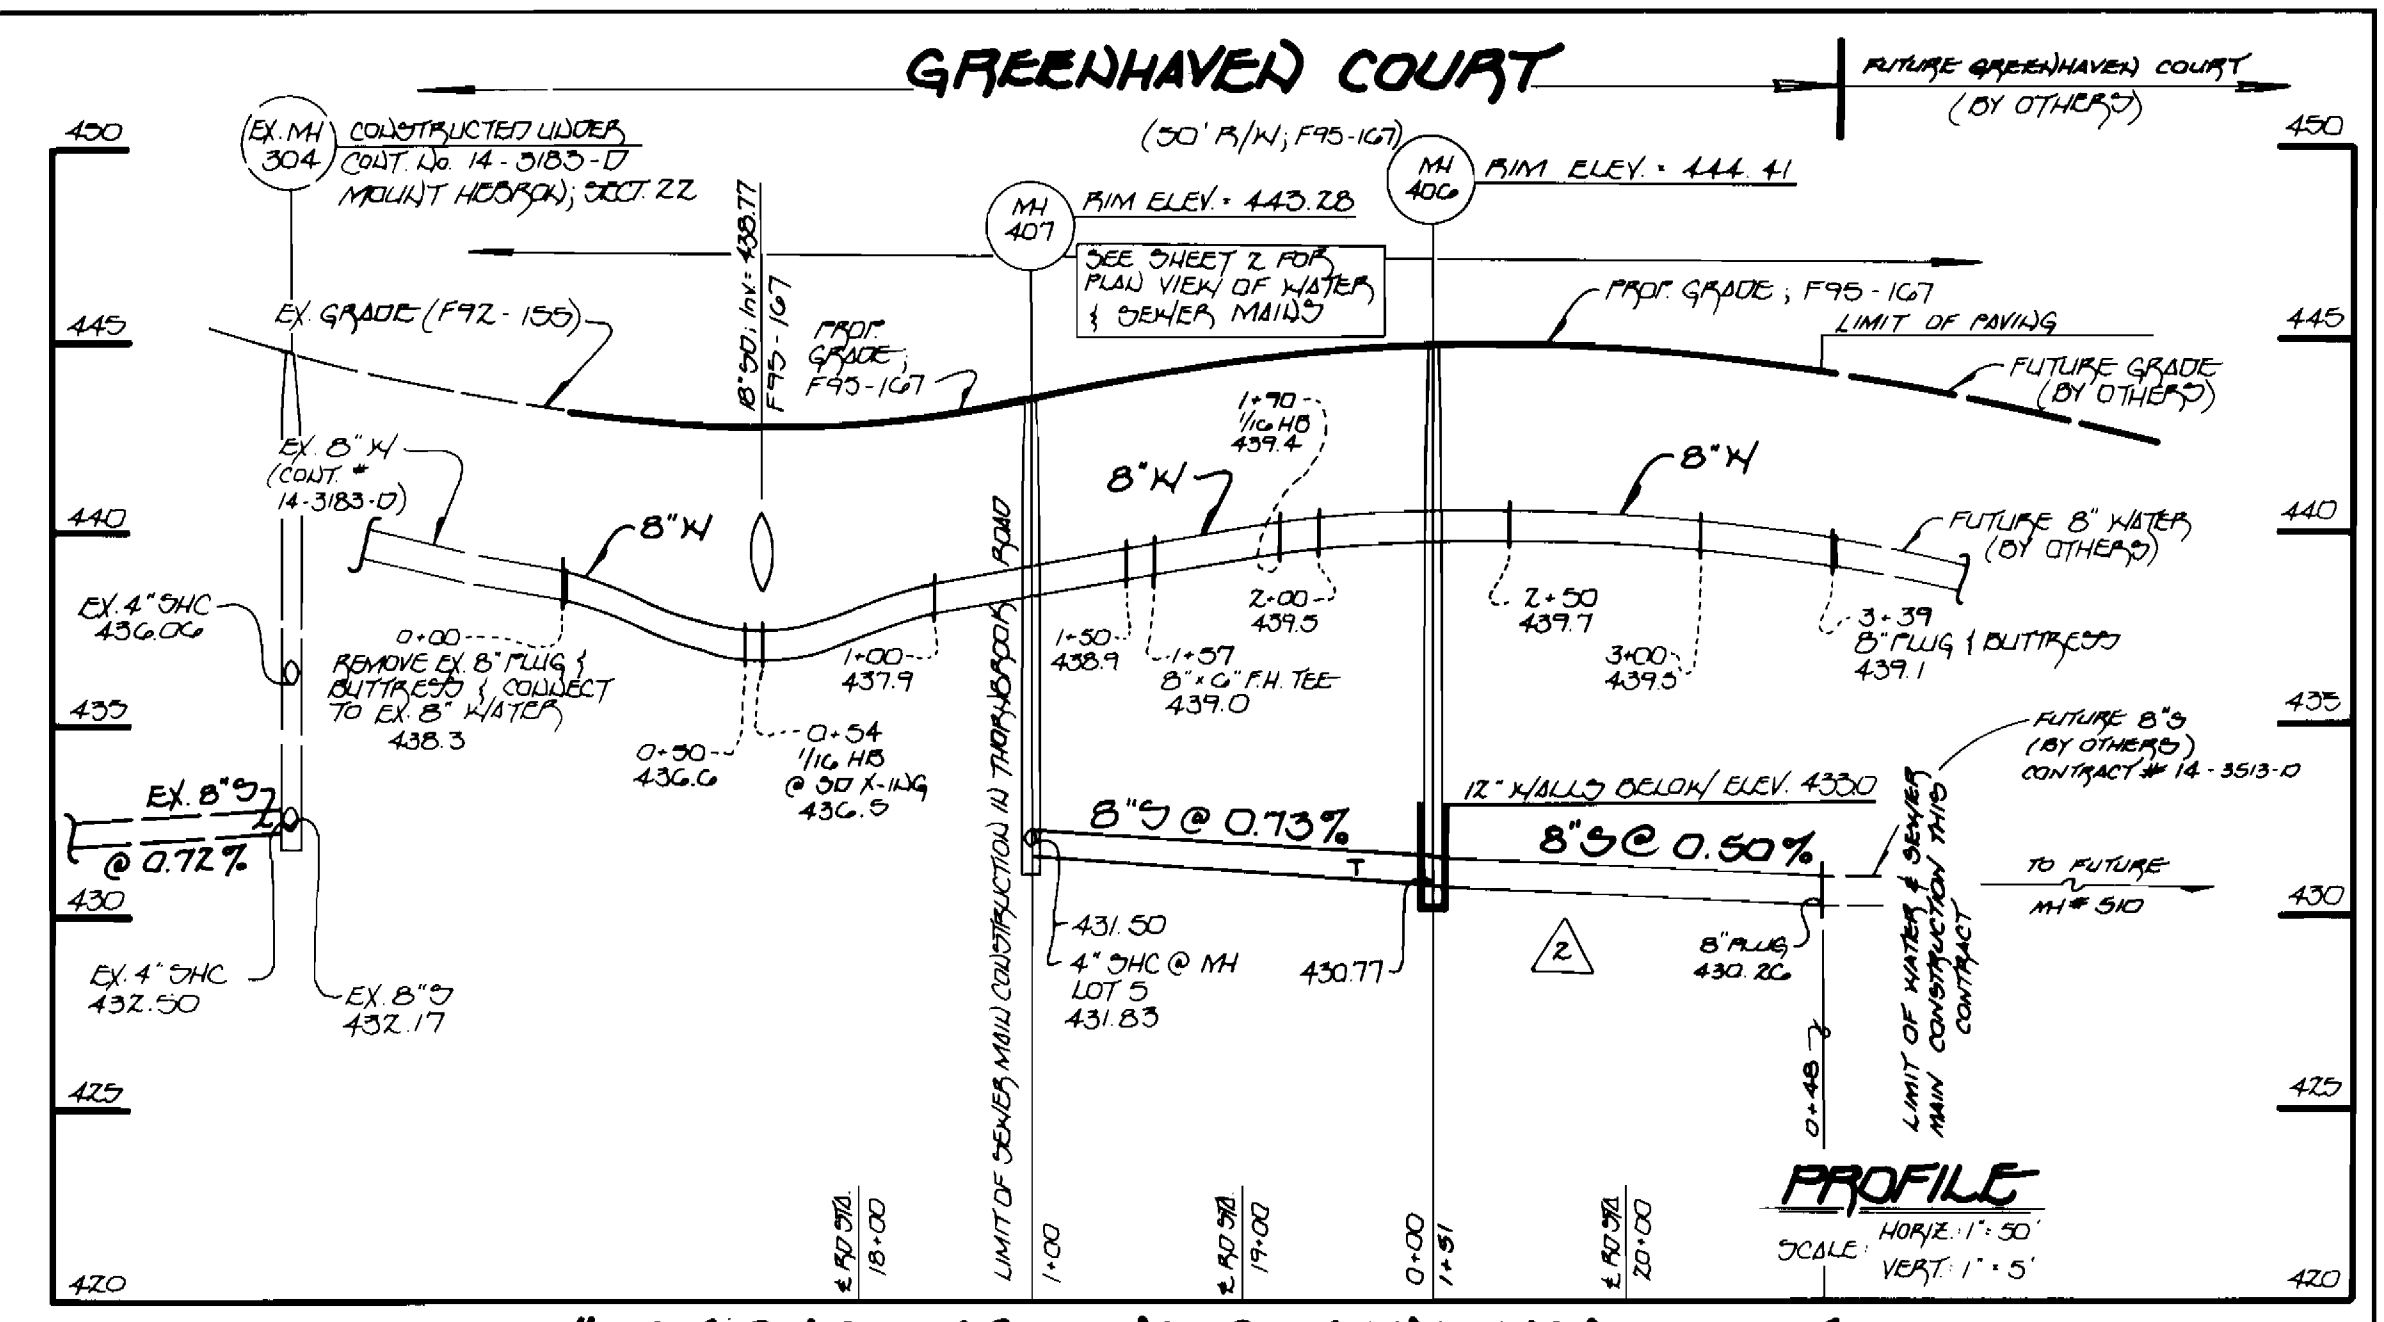 GREENHAVEN COURT
FUTURE GREENHAVEN COURT
(BY OTHERS)
(50' R/W; F95-167)
450
450
EX. MH
304
CONSTRUCTED UNDER
CONT. No. 14-3183-D
MOUNT HEBRON; SECT. 22
MH
407
RIM ELEV. = 443.28
MH
406
RIM ELEV. = 444.41
SEE SHEET 2 FOR
PLAN VIEW OF WATER
& SEWER MAINS
18" SD; Inv. = 438.77
F95-167
EX. GRADE (F92-155)
PROP.
GRADE;
F95-167
PROP. GRADE; F95-167
LIMIT OF PAVING
FUTURE GRADE
(BY OTHERS)
445
445
EX. 8" W
(CONT. #
14-3183-D)
8" W
8" W
8" W
1+70
1/16 HB
439.4
440
440
FUTURE 8" WATER
(BY OTHERS)
EX. 4" SHC
436.06
0+00
REMOVE EX. 8" PLUG &
BUTTRESS & CONNECT
TO EX. 8" WATER
438.3
0+50
436.6
0+54
1/16 HB
@ SD X-ING
436.5
1+00
437.9
1+50
438.9
1+57
8" x 6" F.H. TEE
439.0
2+00
439.5
2+50
439.7
3+00
439.5
3+39
8" PLUG & BUTTRESS
439.1
435
435
FUTURE 8" S
(BY OTHERS)
CONTRACT # 14-3513-D
EX. 8" S
@ 0.72%
8" S @ 0.73%
T
12" WALLS BELOW ELEV. 433.0
8" S @ 0.50%
TO FUTURE
MH # 510
430
430
EX. 4" SHC
432.50
EX. 8" S
432.17
431.50
4" SHC @ MH
LOT 5
431.83
430.77
2
8" PLUG
430.26
LIMIT OF SEWER MAIN CONSTRUCTION IN THORNBROOK ROAD
LIMIT OF WATER & SEWER
MAIN CONSTRUCTION THIS
CONTRACT
0+48
425
425
℄ RD STA.
18+00
1+00
℄ RD STA.
19+00
0+00
1+51
℄ RD STA.
20+00
PROFILE
SCALE: HORIZ.: 1" = 50'
VERT.: 1" = 5'
420
420